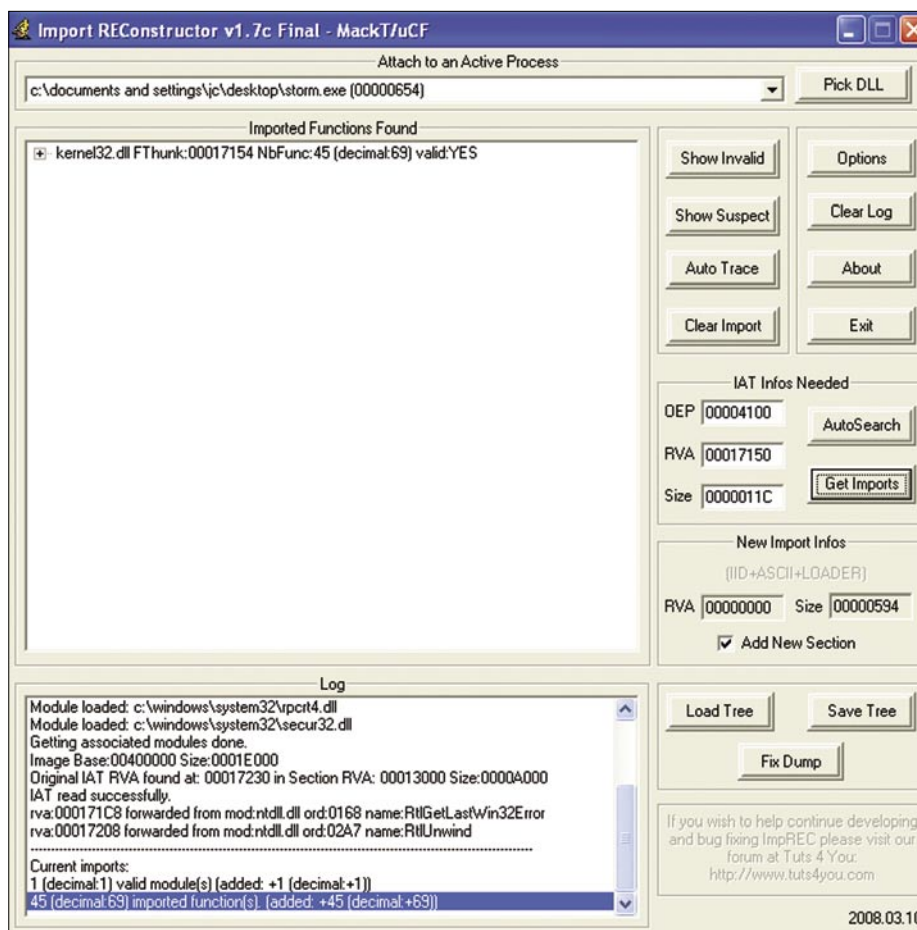 Import REConstructor v1.7c Final - MackT/uCF
Attach to an Active Process
c:\documents and settings\jc\desktop\storm.exe (00000654)
Pick DLL
Imported Functions Found
kernel32.dll FThunk:00017154 NbFunc:45 (decimal:69) valid:YES
Show Invalid
Options
Show Suspect
Clear Log
Auto Trace
About
Clear Import
Exit
IAT Infos Needed
OEP 00004100
AutoSearch
RVA 00017150
Size 0000011C
Get Imports
New Import Infos
(IID+ASCII+LOADER)
RVA 00000000 Size 00000594
Add New Section
Log
Module loaded: c:\windows\system32\rpcrt4.dll
Module loaded: c:\windows\system32\secur32.dll
Getting associated modules done.
Image Base:00400000 Size:0001E000
Original IAT RVA found at: 00017230 in Section RVA: 00013000 Size:0000A000
IAT read successfully.
rva:000171C8 forwarded from mod:ntdll.dll ord:0168 name:RtlGetLastWin32Error
rva:00017208 forwarded from mod:ntdll.dll ord:02A7 name:RtlUnwind
---------------------------------------------------------------------------
Current imports:
1 (decimal:1) valid module(s) (added: +1 (decimal:+1))
45 (decimal:69) imported function(s). (added: +45 (decimal:+69))
Load Tree
Save Tree
Fix Dump
If you wish to help continue developing
and bug fixing ImpREC please visit our
forum at Tuts 4 You:
http://www.tuts4you.com
2008.03.16